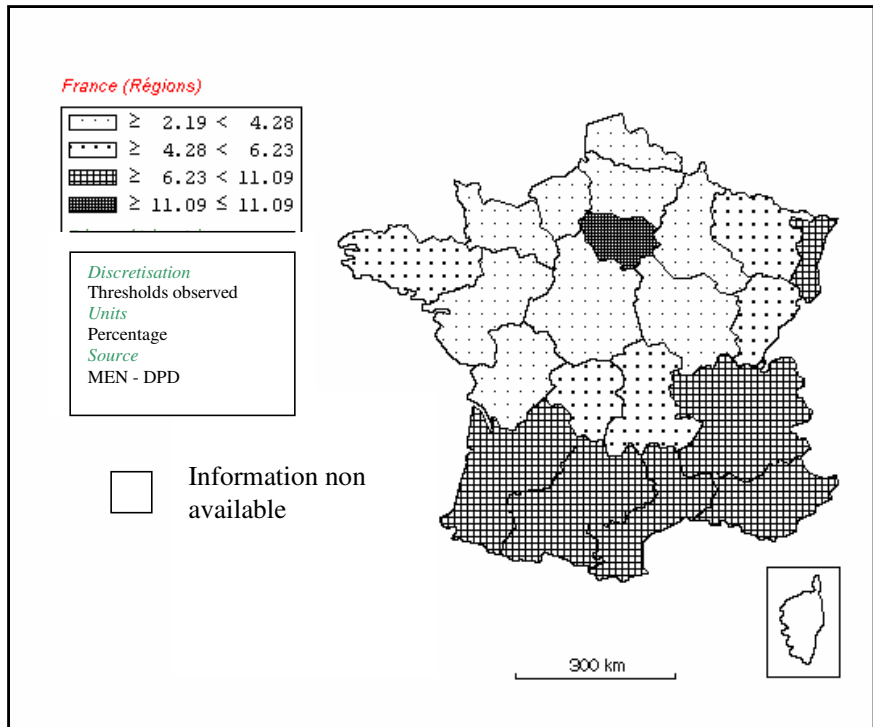 France (Régions)
≥ 2.19 < 4.28
≥ 4.28 < 6.23
≥ 6.23 < 11.09
≥ 11.09 ≤ 11.09
Discretisation
Thresholds observed
Units
Percentage
Source
MEN - DPD
Information non
available
300 km